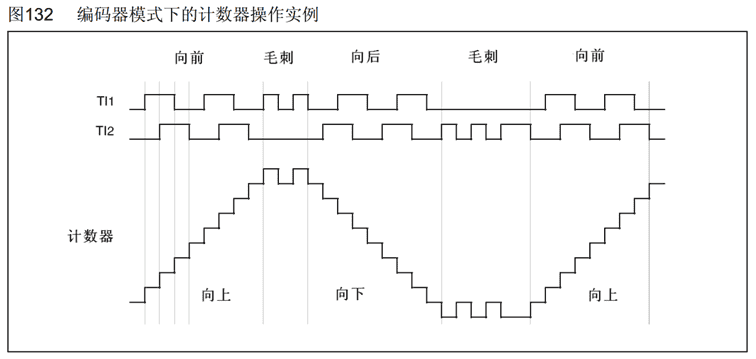 图132 编码器模式下的计数器操作实例
向前 毛刺 向后 毛刺 向前
TI1
TI2
计数器
向上 向下 向上